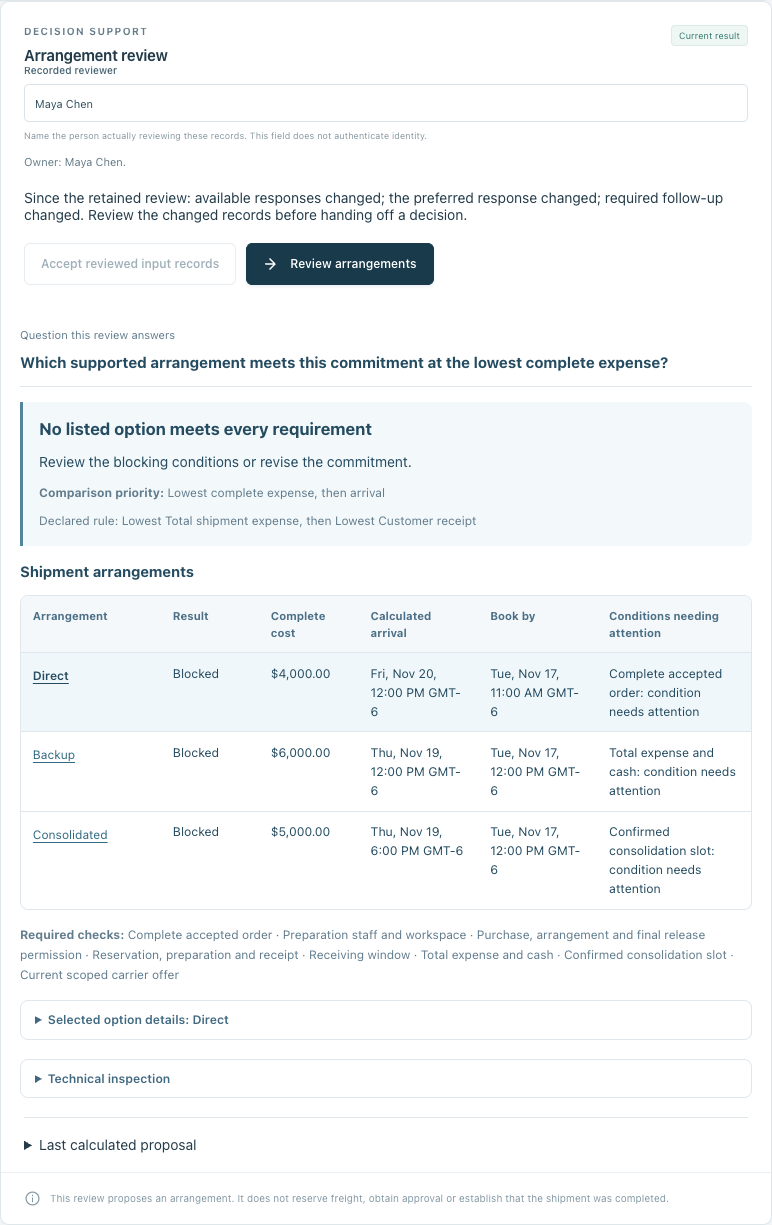 DECISION SUPPORT
Current result
Arrangement review
Recorded reviewer
Maya Chen
Name the person actually reviewing these records. This field does not authenticate identity.
Owner: Maya Chen.
Since the retained review: available responses changed; the preferred response changed; required follow-up
changed. Review the changed records before handing off a decision.
Accept reviewed input records
→ Review arrangements
Question this review answers
Which supported arrangement meets this commitment at the lowest complete expense?
No listed option meets every requirement
Review the blocking conditions or revise the commitment.
Comparison priority: Lowest complete expense, then arrival
Declared rule: Lowest Total shipment expense, then Lowest Customer receipt
Shipment arrangements
Arrangement Result Complete Calculated Book by Conditions needing
cost arrival attention
Direct Blocked $4,000.00 Fri, Nov 20, Tue, Nov 17, Complete accepted
12:00 PM GMT- 11:00 AM GMT- order: condition
6 6 needs attention
Backup Blocked $6,000.00 Thu, Nov 19, Tue, Nov 17, Total expense and
12:00 PM GMT- 12:00 PM GMT- cash: condition needs
6 6 attention
Consolidated Blocked $5,000.00 Thu, Nov 19, Tue, Nov 17, Confirmed
6:00 PM GMT-6 12:00 PM GMT- consolidation slot:
6 condition needs
attention
Required checks: Complete accepted order · Preparation staff and workspace · Purchase, arrangement and final release
permission · Reservation, preparation and receipt · Receiving window · Total expense and cash · Confirmed consolidation slot ·
Current scoped carrier offer
▶ Selected option details: Direct
▶ Technical inspection
▶ Last calculated proposal
This review proposes an arrangement. It does not reserve freight, obtain approval or establish that the shipment was completed.